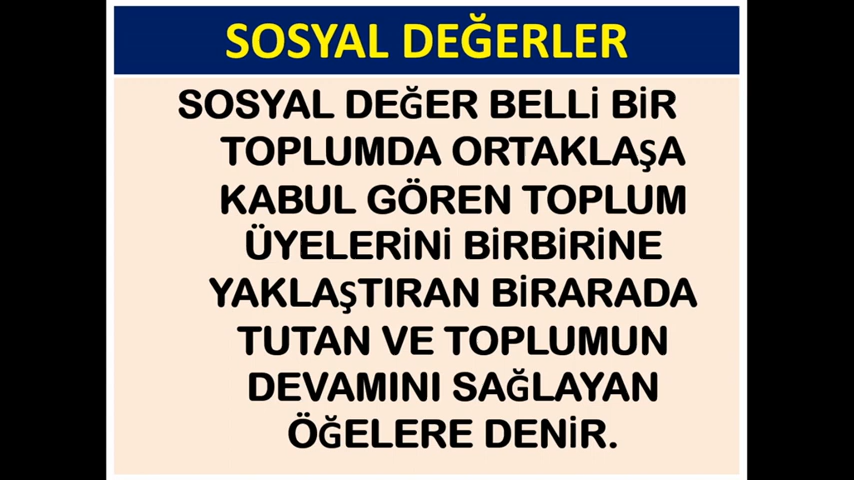 SOSYAL DEĞERLER
SOSYAL DEĞER BELLİ BİR
TOPLUMDA ORTAKLAŞA
KABUL GÖREN TOPLUM
ÜYELERİNİ BİRBİRİNE
YAKLAŞTIRAN BİRARADA
TUTAN VE TOPLUMUN
DEVAMINI SAĞLAYAN
ÖĞELERE DENİR.